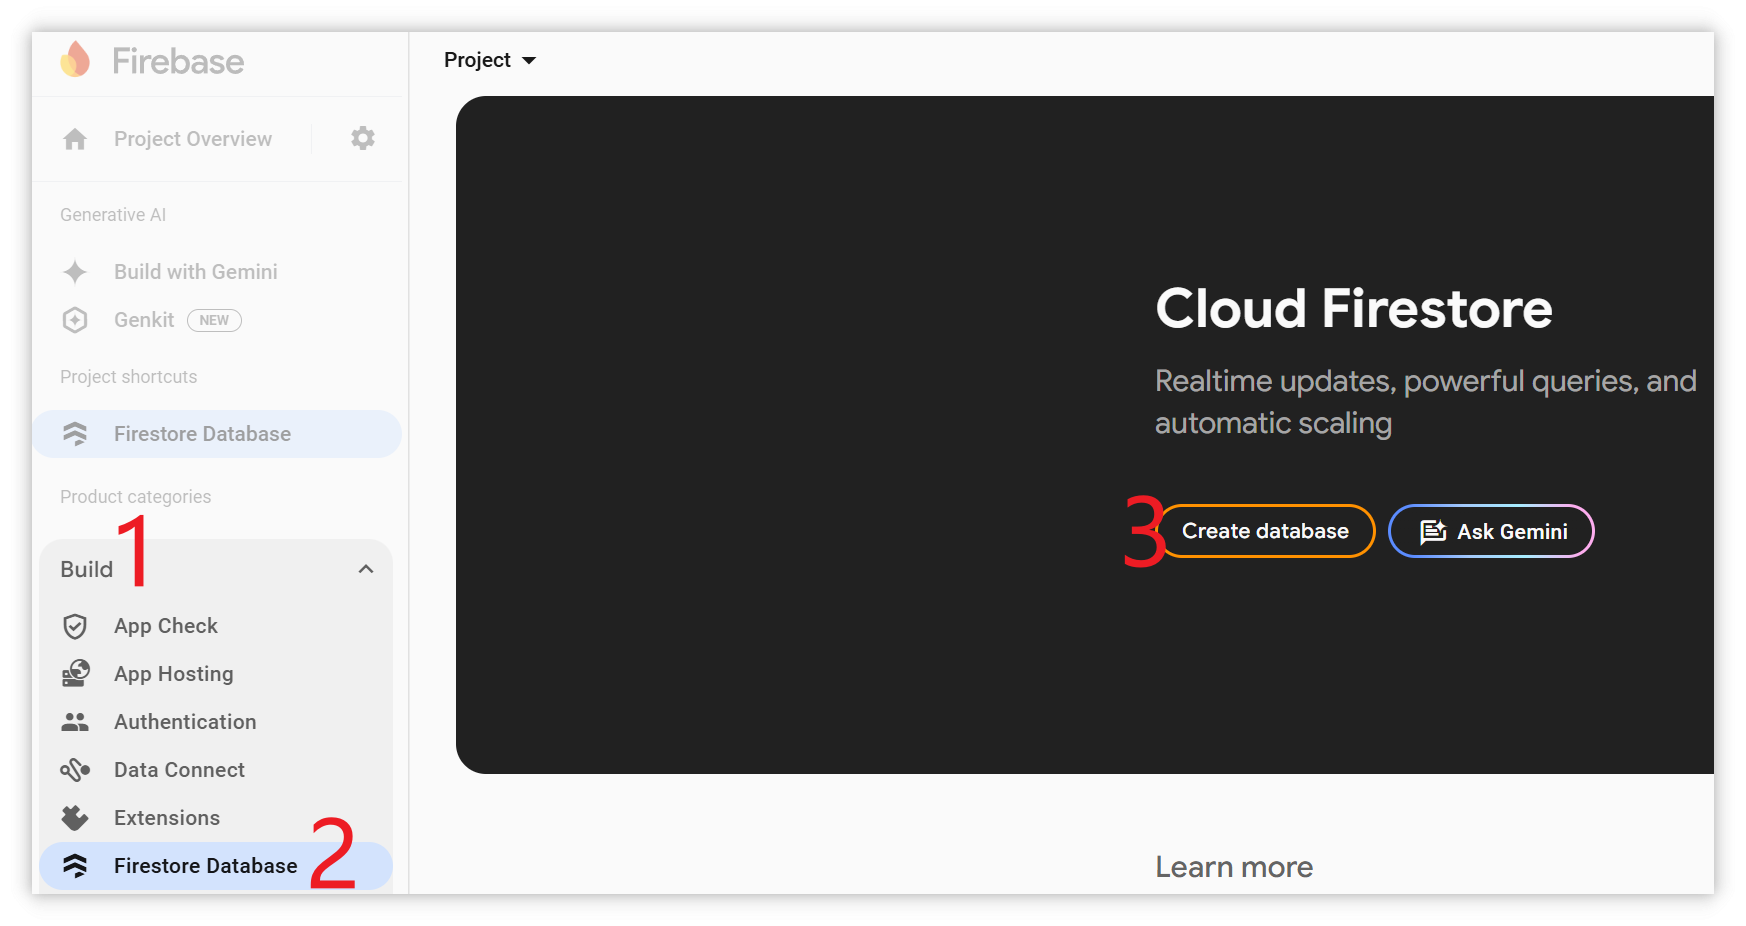 Firebase
Project Overview
Generative AI
Build with Gemini
Genkit NEW
Project shortcuts
Firestore Database
Product categories
1
Build
App Check
App Hosting
Authentication
Data Connect
Extensions
Firestore Database 2
Project
Cloud Firestore
Realtime updates, powerful queries, and
automatic scaling
3 Create database Ask Gemini
Learn more